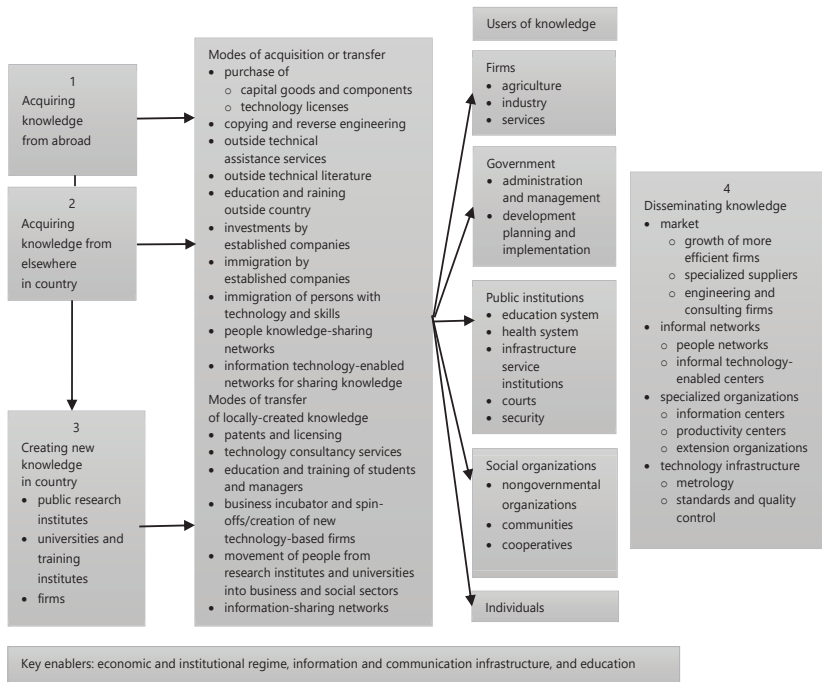 1
Acquiring
knowledge
from abroad
2
Acquiring
knowledge from
elsewhere
in country
3
Creating new
knowledge
in country
• public research
institutes
• universities and
training
institutes
• firms
Modes of acquisition or transfer
• purchase of
o capital goods and components
o technology licenses
• copying and reverse engineering
• outside technical
assistance services
• outside technical literature
• education and raining
outside country
• investments by
established companies
• immigration by
established companies
• immigration of persons with
technology and skills
• people knowledge-sharing
networks
• information technology-enabled
networks for sharing knowledge
Modes of transfer
of locally-created knowledge
• patents and licensing
• technology consultancy services
• education and training of students
and managers
• business incubator and spin-
offs/creation of new
technology-based firms
• movement of people from
research institutes and universities
into business and social sectors
• information-sharing networks
Users of knowledge
Firms
• agriculture
• industry
• services
Government
• administration
and management
• development
planning and
implementation
Public institutions
• education system
• health system
• infrastructure
service
institutions
• courts
• security
Social organizations
• nongovernmental
organizations
• communities
• cooperatives
Individuals
4
Disseminating knowledge
• market
o growth of more
efficient firms
o specialized suppliers
o engineering and
consulting firms
• informal networks
o people networks
o informal technology-
enabled centers
• specialized organizations
o information centers
o productivity centers
o extension organizations
• technology infrastructure
o metrology
o standards and quality
control
Key enablers: economic and institutional regime, information and communication infrastructure, and education